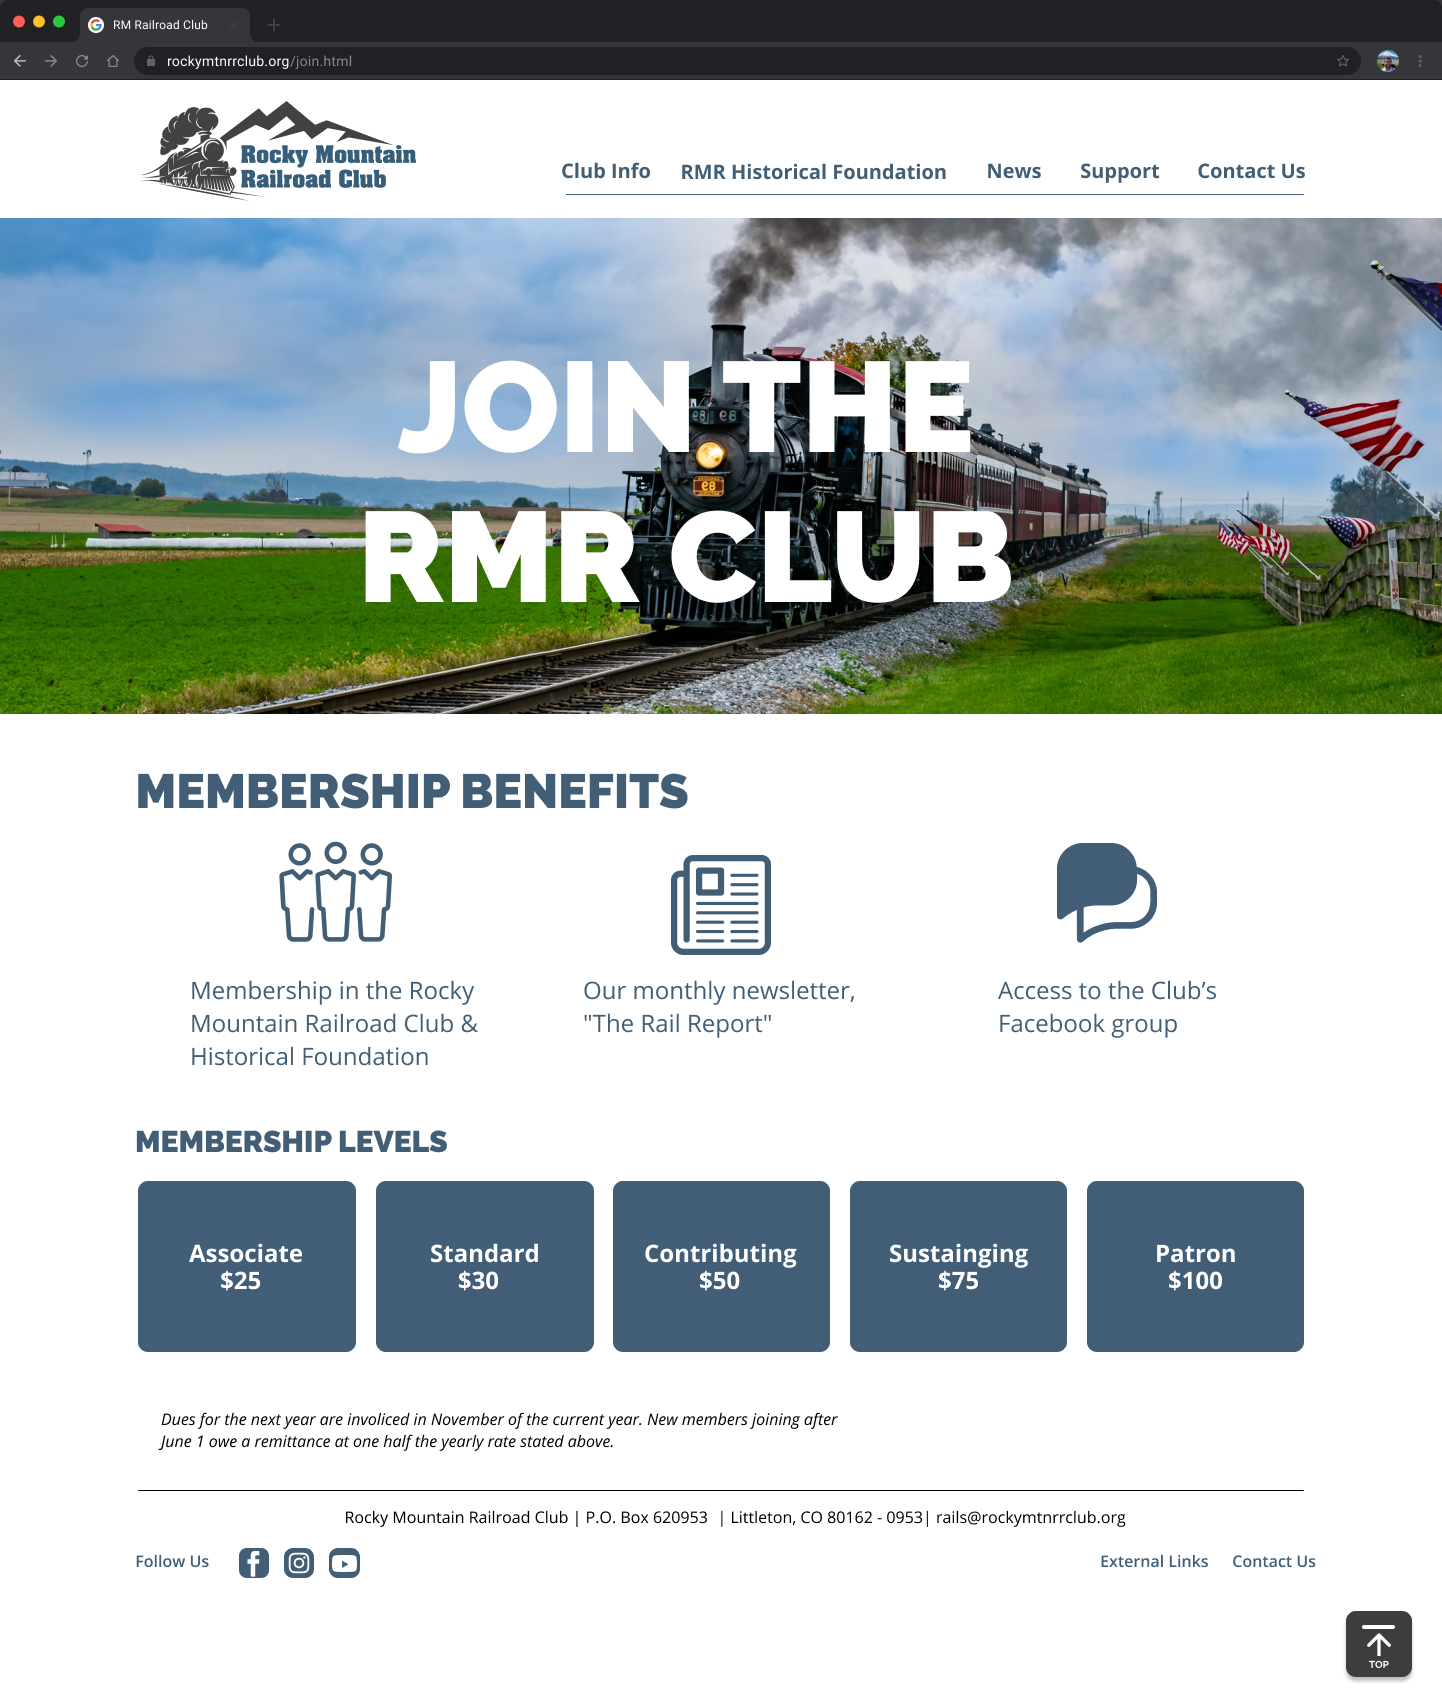 RM Railroad Club
rockymtnrrclub.org/join.html
Rocky Mountain
Railroad Club
Club Info RMR Historical Foundation News Support Contact Us
JOIN THE
RMR CLUB
MEMBERSHIP BENEFITS
Membership in the Rocky
Mountain Railroad Club &
Historical Foundation
Our monthly newsletter,
"The Rail Report"
Access to the Club’s
Facebook group
MEMBERSHIP LEVELS
Associate
$25
Standard
$30
Contributing
$50
Sustainging
$75
Patron
$100
Dues for the next year are involiced in November of the current year. New members joining after
June 1 owe a remittance at one half the yearly rate stated above.
Rocky Mountain Railroad Club | P.O. Box 620953 | Littleton, CO 80162 - 0953| rails@rockymtnrrclub.org
Follow Us
External Links Contact Us
TOP